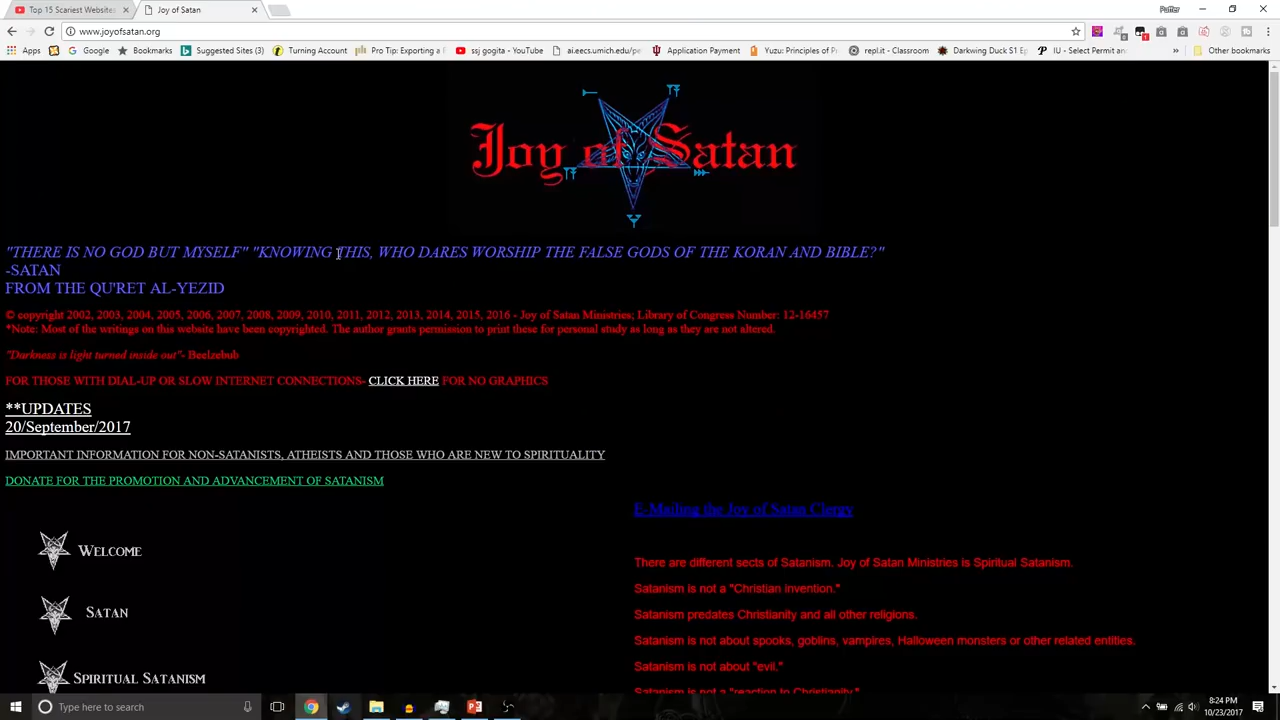 Top 15 Scariest Websites
Joy of Satan
Puffer
www.joyofsatan.org
Apps
Google
Bookmarks
Suggested Sites (3)
Turning Account
Pro Tip: Exporting a
ssj gogita - YouTube
ai.eecs.umich.edu/pe
Application Payment
Yuzu: Principles of
repl.it - Classroom
Darkwing Duck S1 Ep
IU - Select Permit and
»
Other bookmarks
Joy of Satan
"THERE IS NO GOD BUT MYSELF" "KNOWING THIS, WHO DARES WORSHIP THE FALSE GODS OF THE KORAN AND BIBLE?"
-SATAN
FROM THE QU'RET AL-YEZID
© copyright 2002, 2003, 2004, 2005, 2006, 2007, 2008, 2009, 2010, 2011, 2012, 2013, 2014, 2015, 2016 - Joy of Satan Ministries; Library of Congress Number: 12-16457
*Note: Most of the writings on this website have been copyrighted. The author grants permission to print these for personal study as long as they are not altered.
"Darkness is light turned inside out"- Beelzebub
FOR THOSE WITH DIAL-UP OR SLOW INTERNET CONNECTIONS- CLICK HERE FOR NO GRAPHICS
**UPDATES
20/September/2017
IMPORTANT INFORMATION FOR NON-SATANISTS, ATHEISTS AND THOSE WHO ARE NEW TO SPIRITUALITY
DONATE FOR THE PROMOTION AND ADVANCEMENT OF SATANISM
E-Mailing the Joy of Satan Clergy
WELCOME
There are different sects of Satanism. Joy of Satan Ministries is Spiritual Satanism.
Satanism is not a "Christian invention."
SATAN
Satanism predates Christianity and all other religions.
Satanism is not about spooks, goblins, vampires, Halloween monsters or other related entities.
Satanism is not about "evil."
SPIRITUAL SATANISM
Satanism is not a "reaction to Christianity."
Type here to search
8:24 PM
10/23/2017